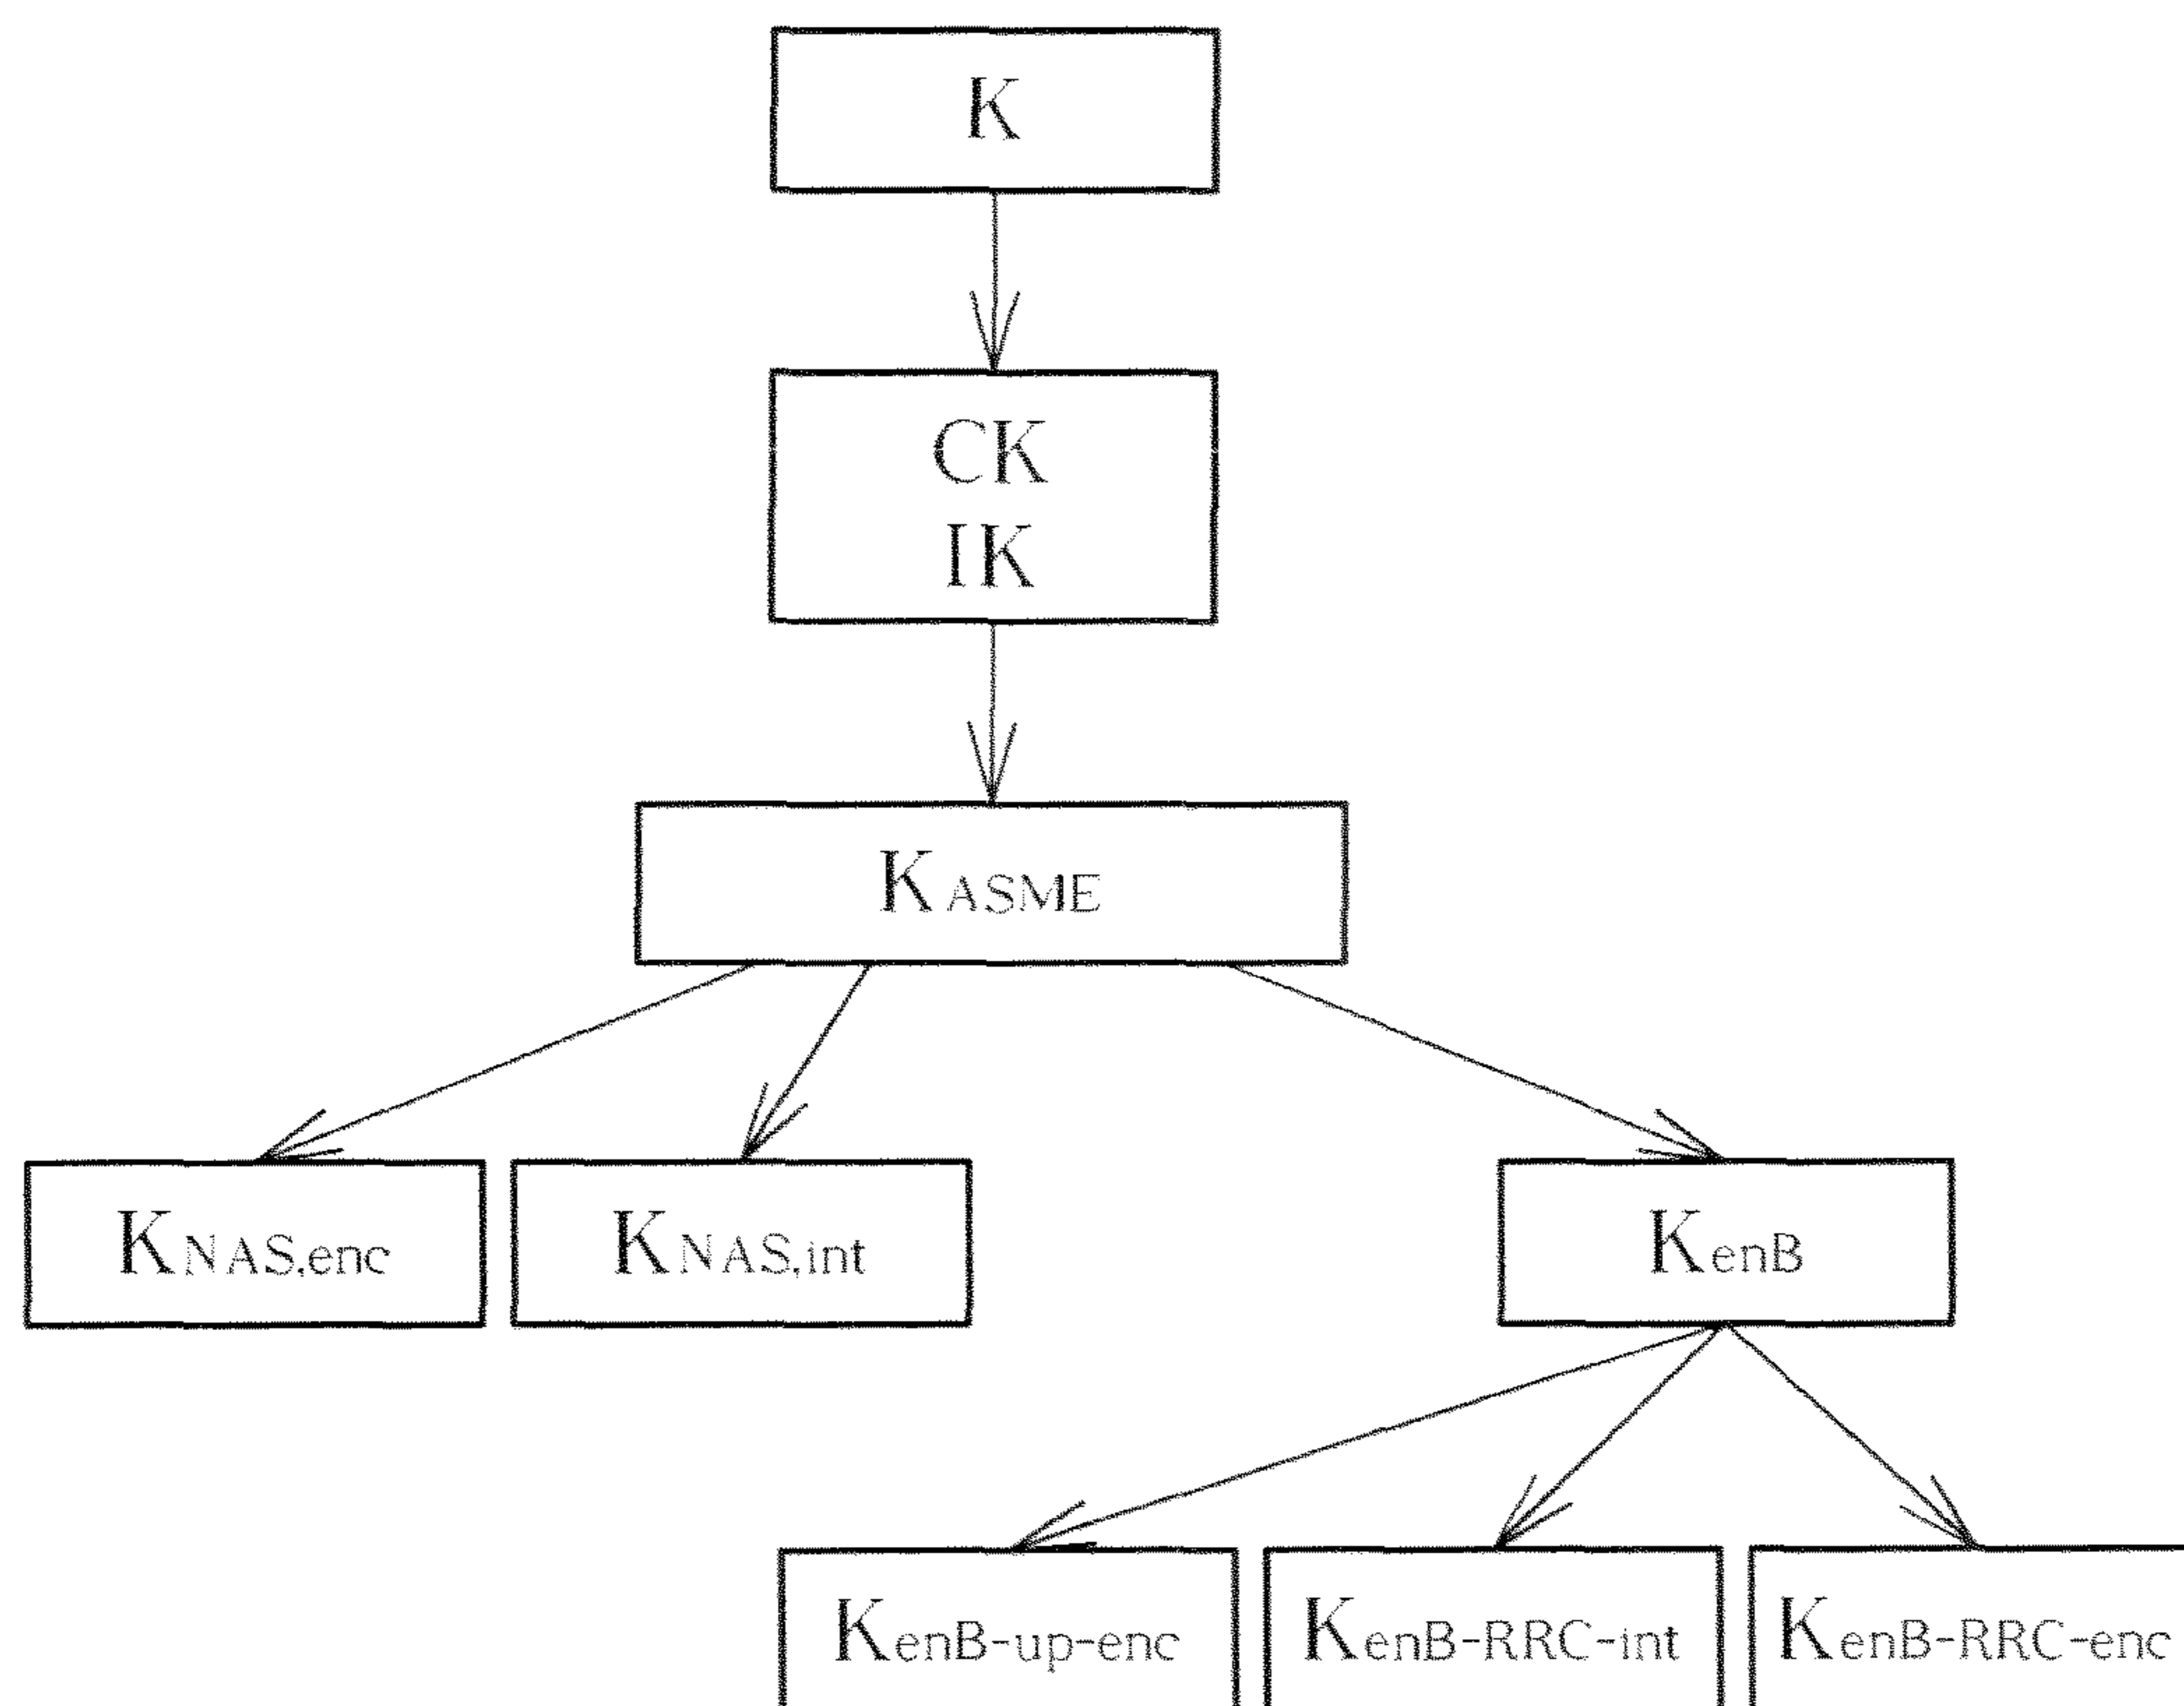 K
CK
IK
KASME
KNAS,enc
KNAS,int
KenB
KenB-up-enc
KenB-RRC-int
KenB-RRC-enc